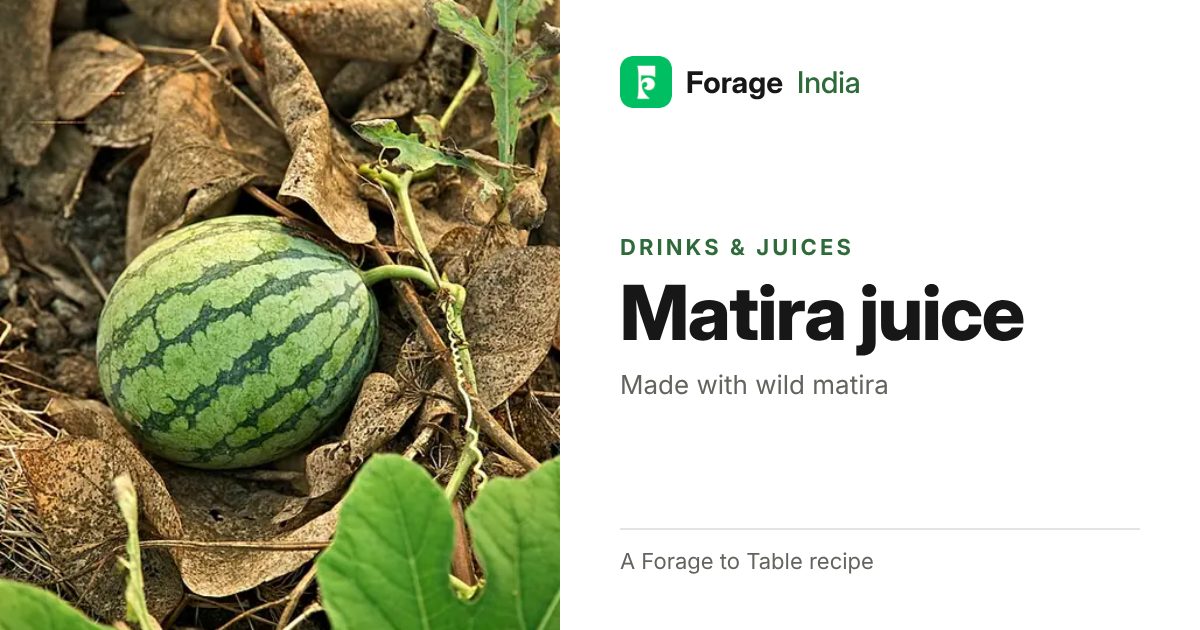 Forage India
DRINKS & JUICES
Matira juice
Made with wild matira
A Forage to Table recipe